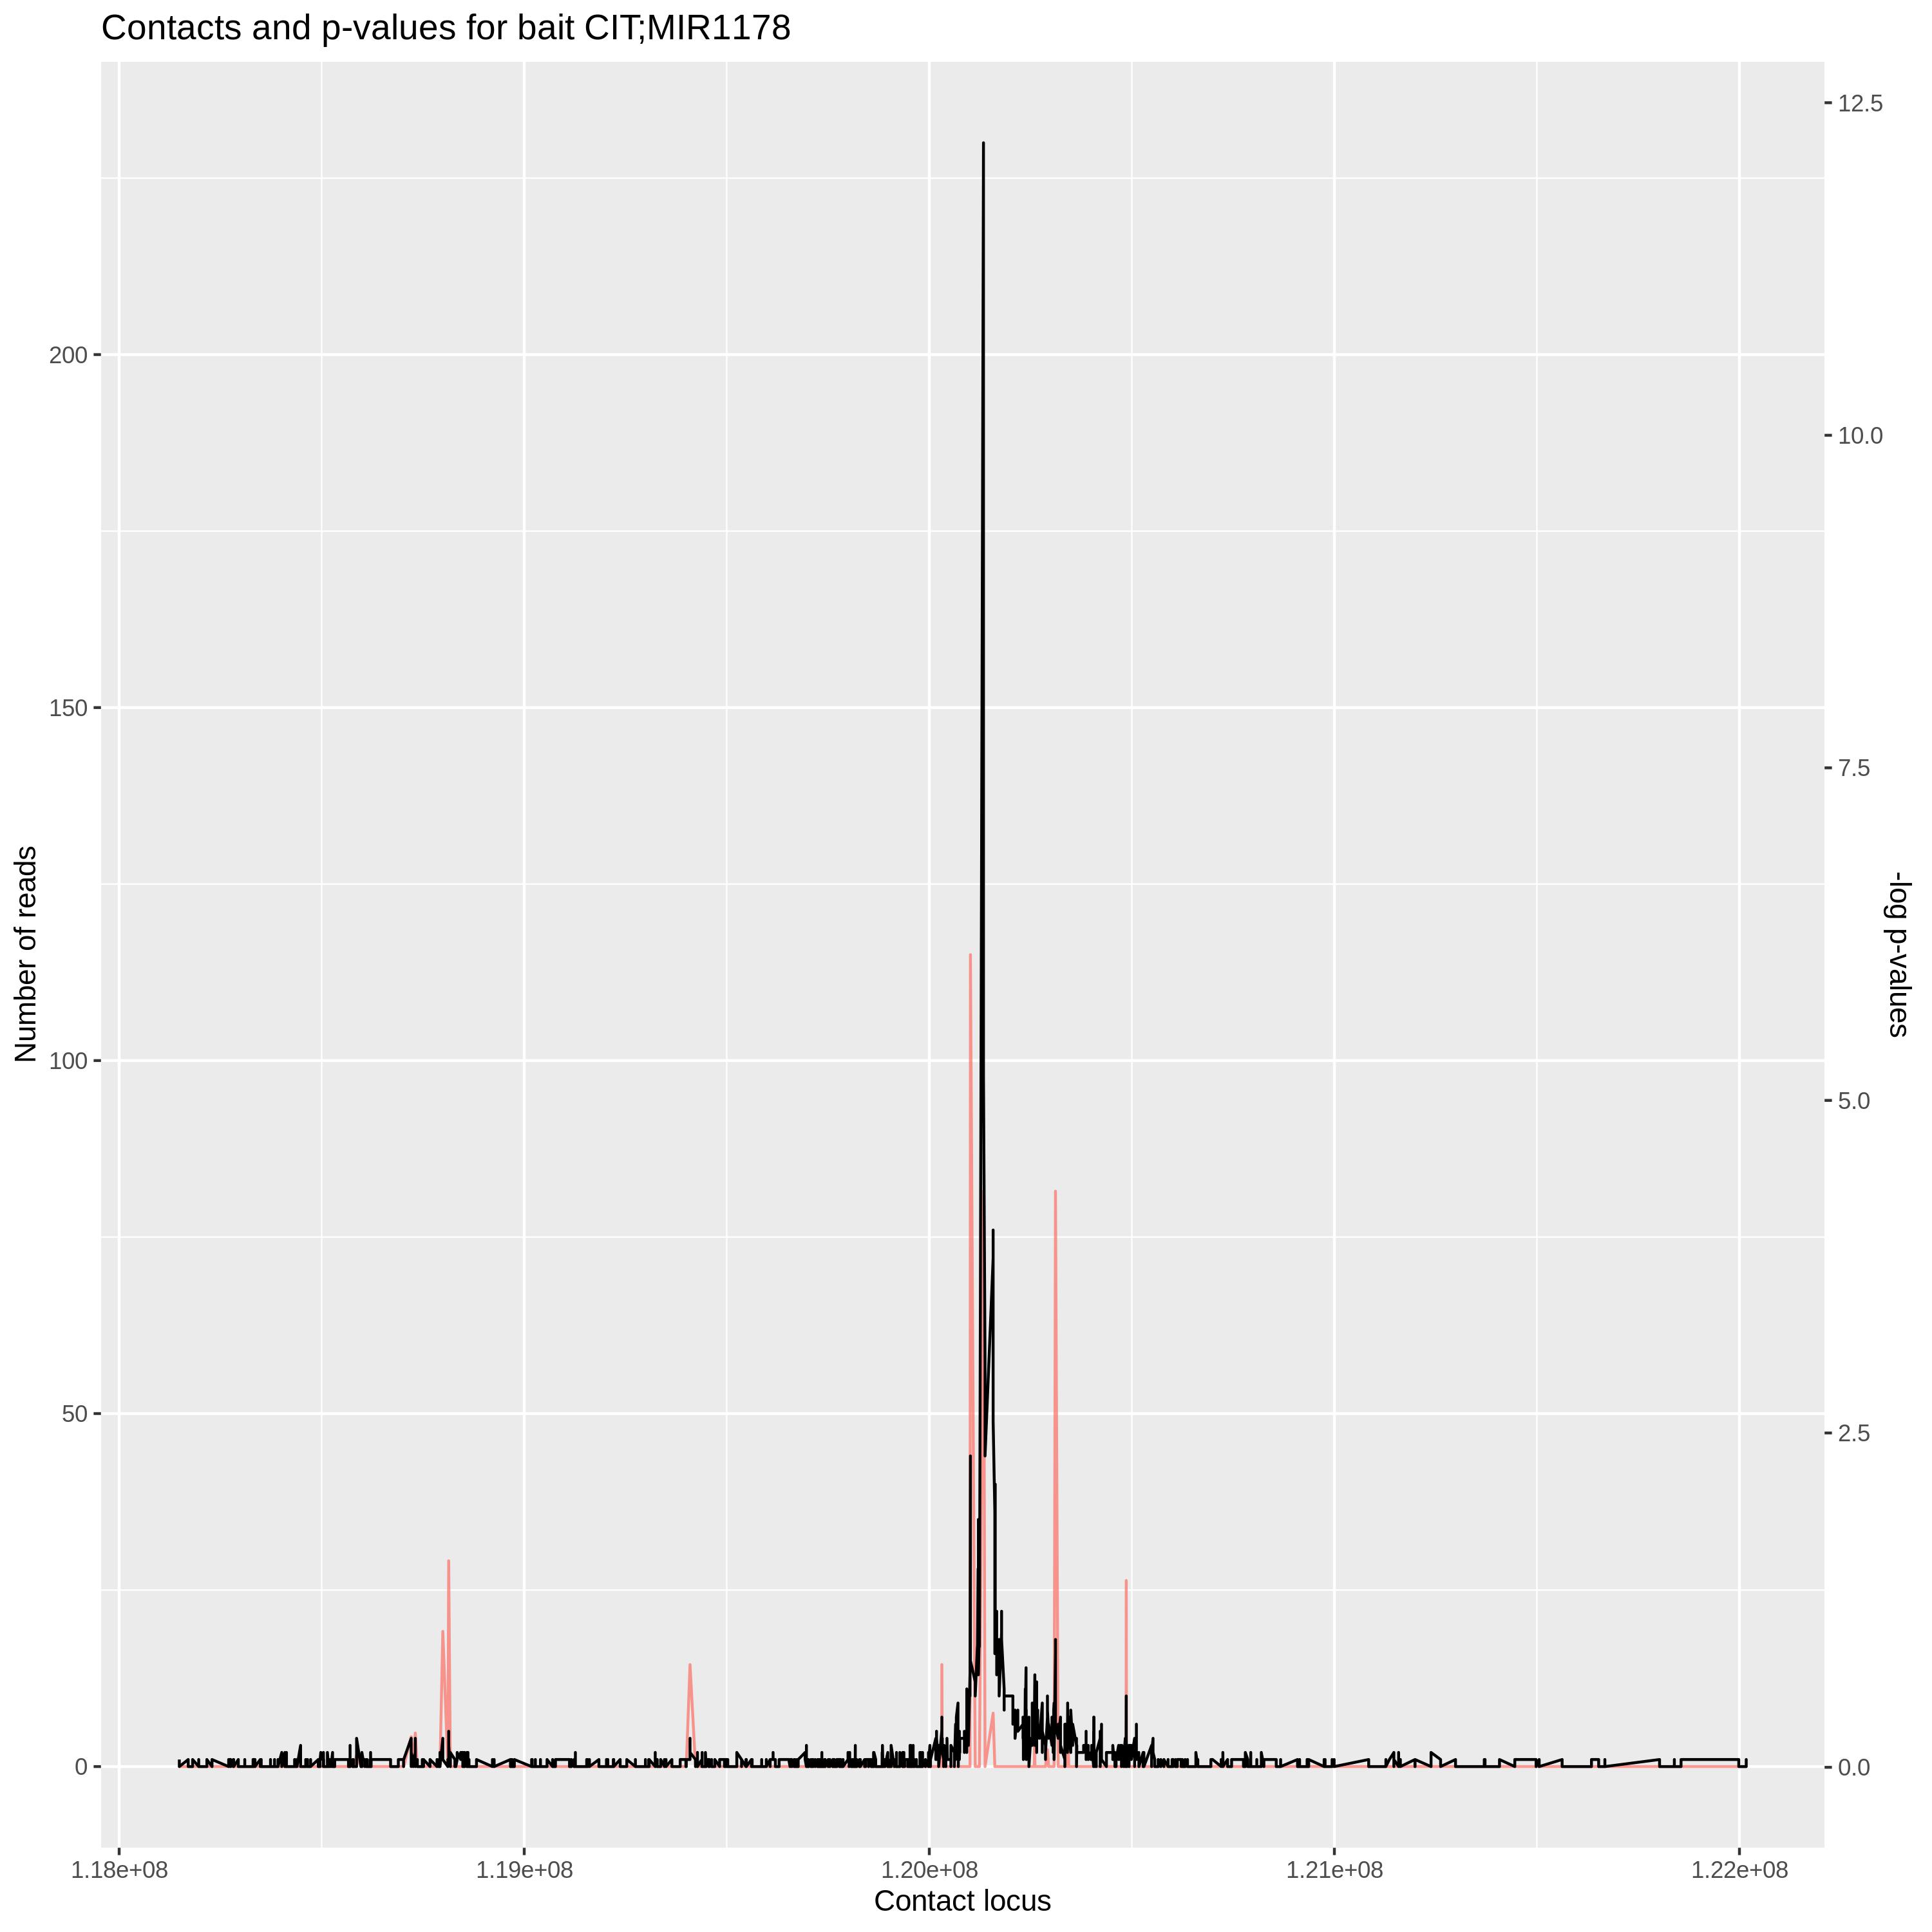 Contacts and p-values for bait CIT;MIR1178
12.5
10.0
7.5
5.0
2.5
0.0
200
150
100
50
0
Number of reads
-log p-values
1.18e+08 1.19e+08 1.20e+08 1.21e+08 1.22e+08
Contact locus